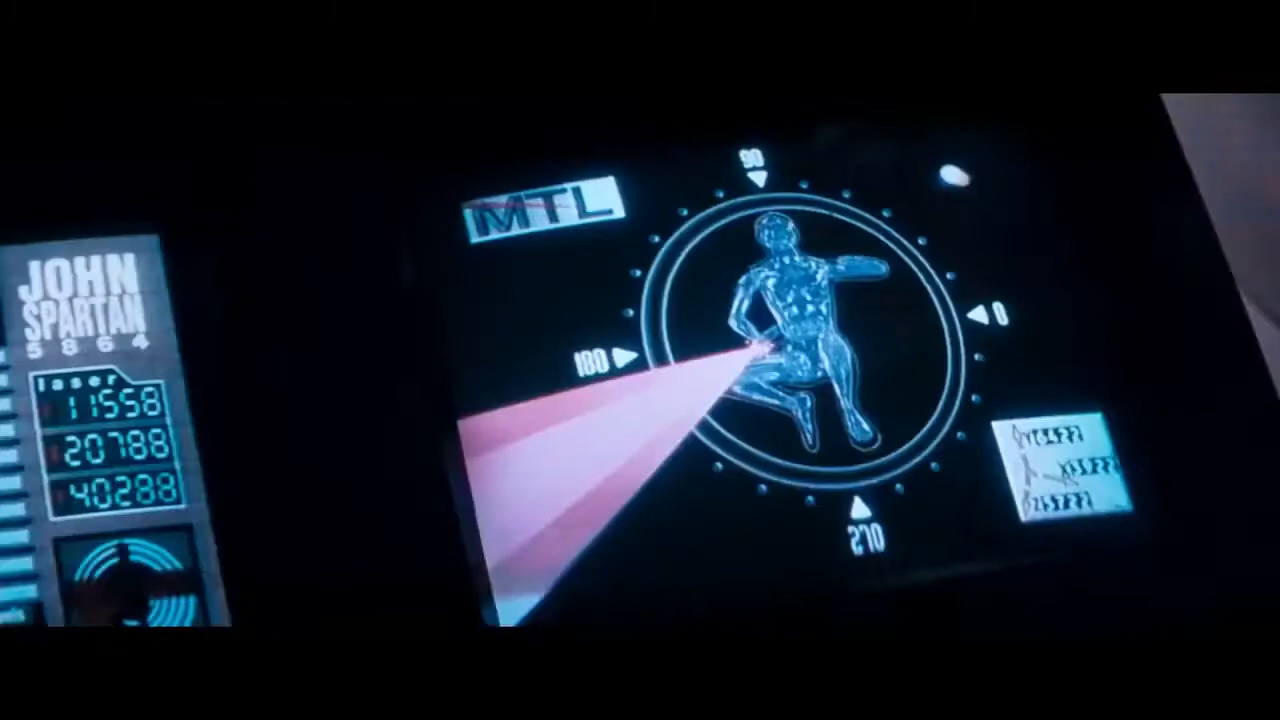 JOHN
SPARTAN
5864
laser
11558
20788
40288
MTL
90
180
0
270